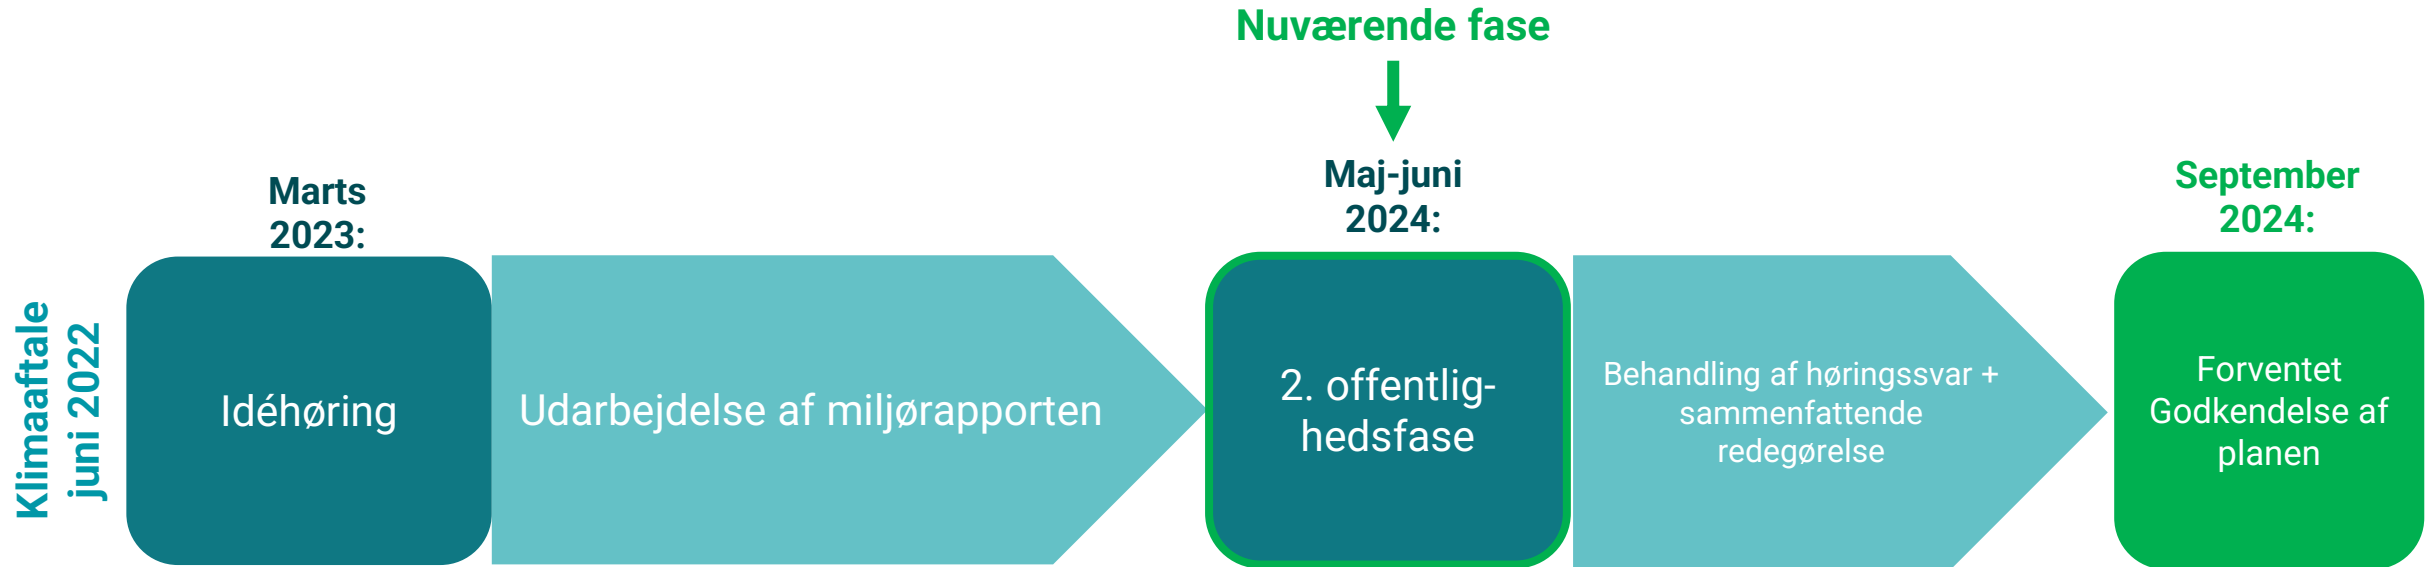 Nuværende fase
Klimaaftale
juni 2022
Marts
2023:
Idéhøring
Udarbejdelse af miljørapporten
Maj-juni
2024:
2. offentlig-
hedsfase
Behandling af høringssvar +
sammenfattende
redegørelse
September
2024:
Forventet
Godkendelse af
planen